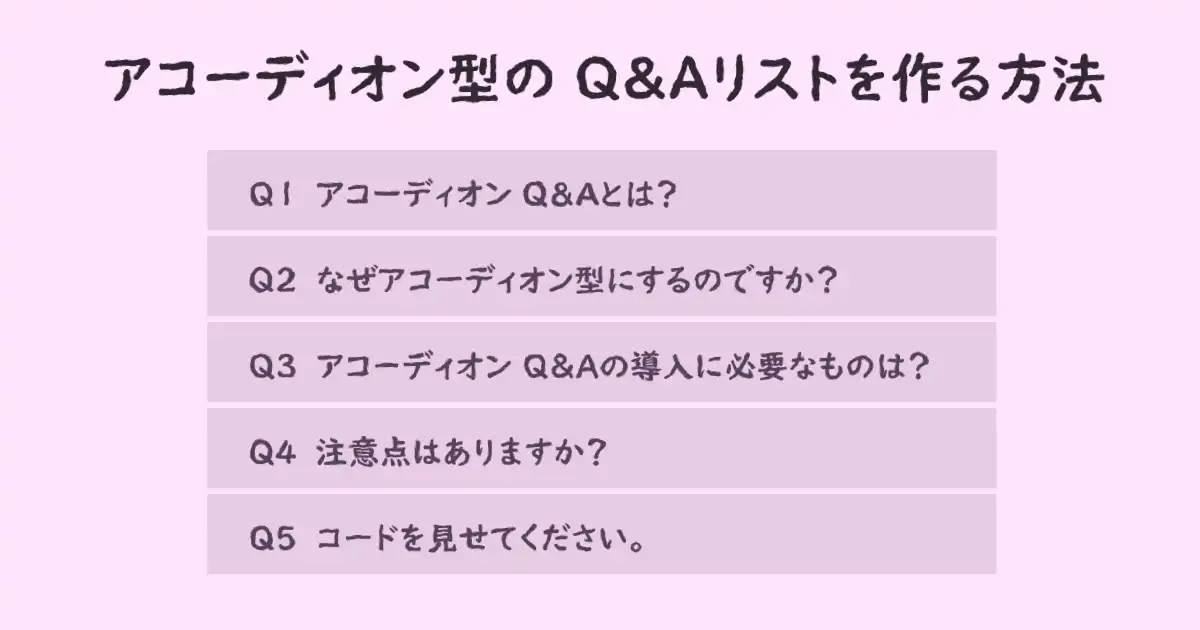 アコーディオン型の Q&Aリストを作る方法
Q1 アコーディオン Q&Aとは?
Q2 なぜアコーディオン型にするのですか?
Q3 アコーディオン Q&Aの導入に必要なものは?
Q4 注意点はありますか?
Q5 コードを見せてください。